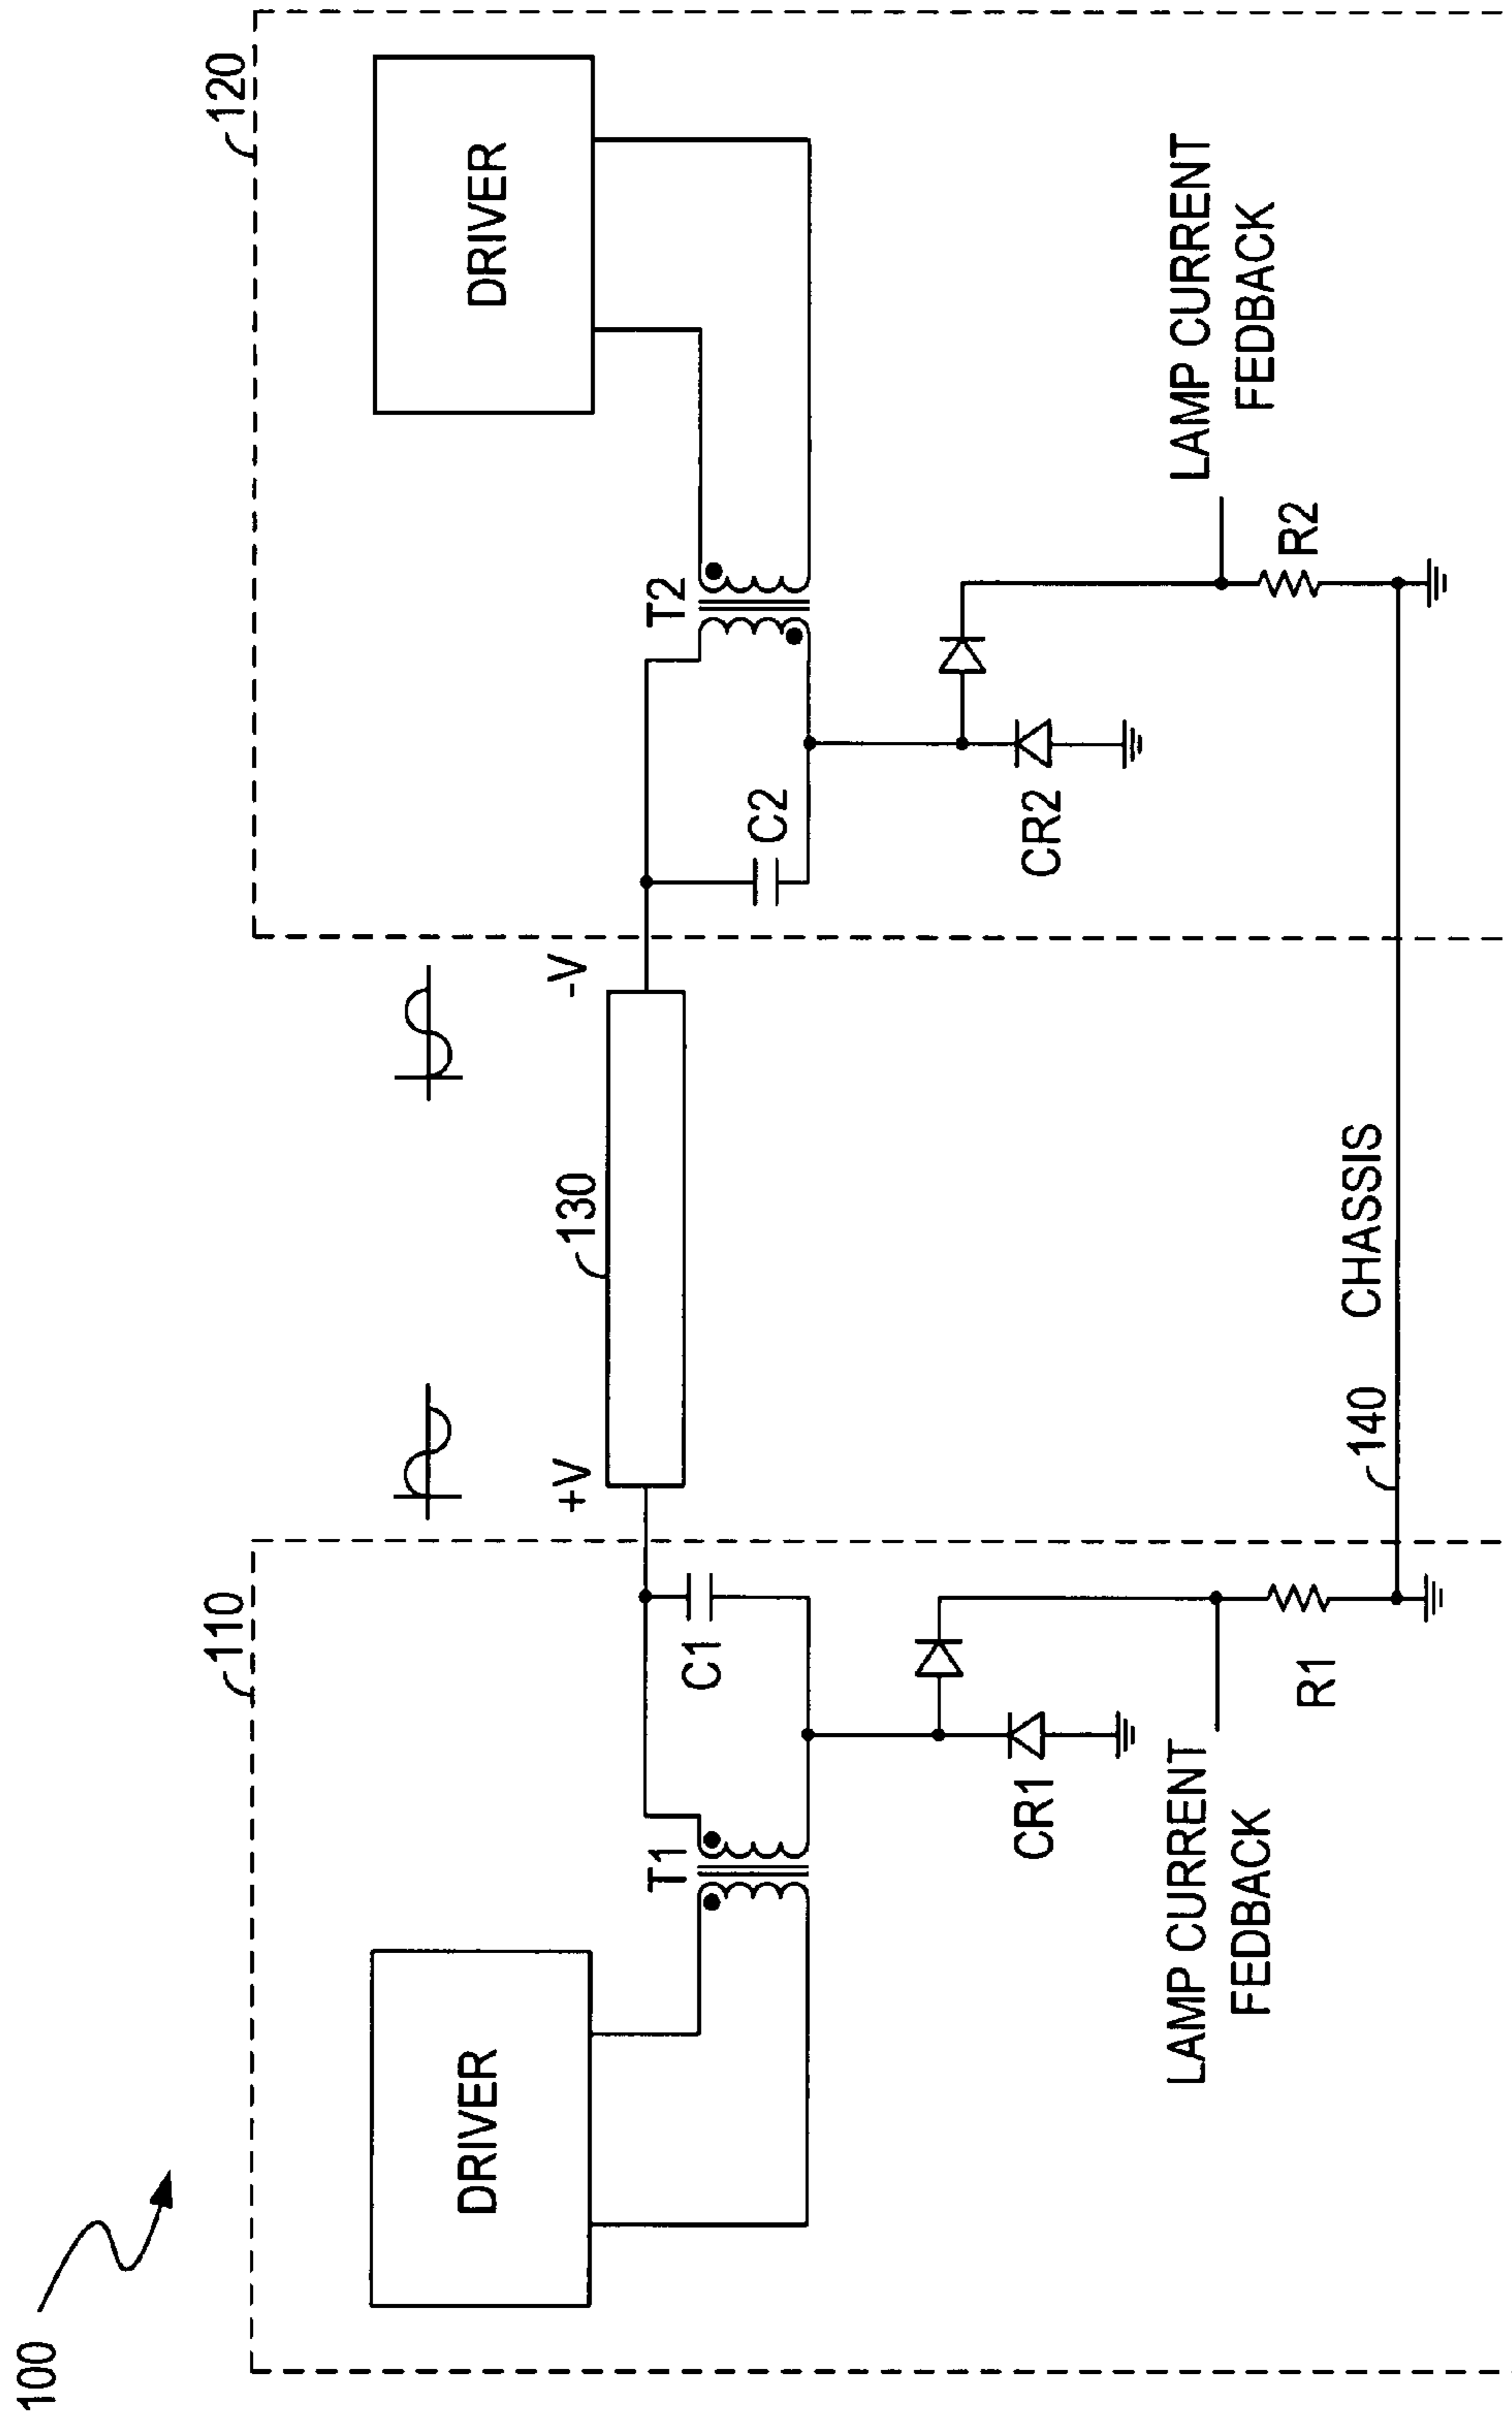 100
110
120
DRIVER
DRIVER
T1
T2
+V
-V
130
C1
C2
CR1
CR2
LAMP CURRENT
FEDBACK
LAMP CURRENT
FEDBACK
R1
R2
140
CHASSIS